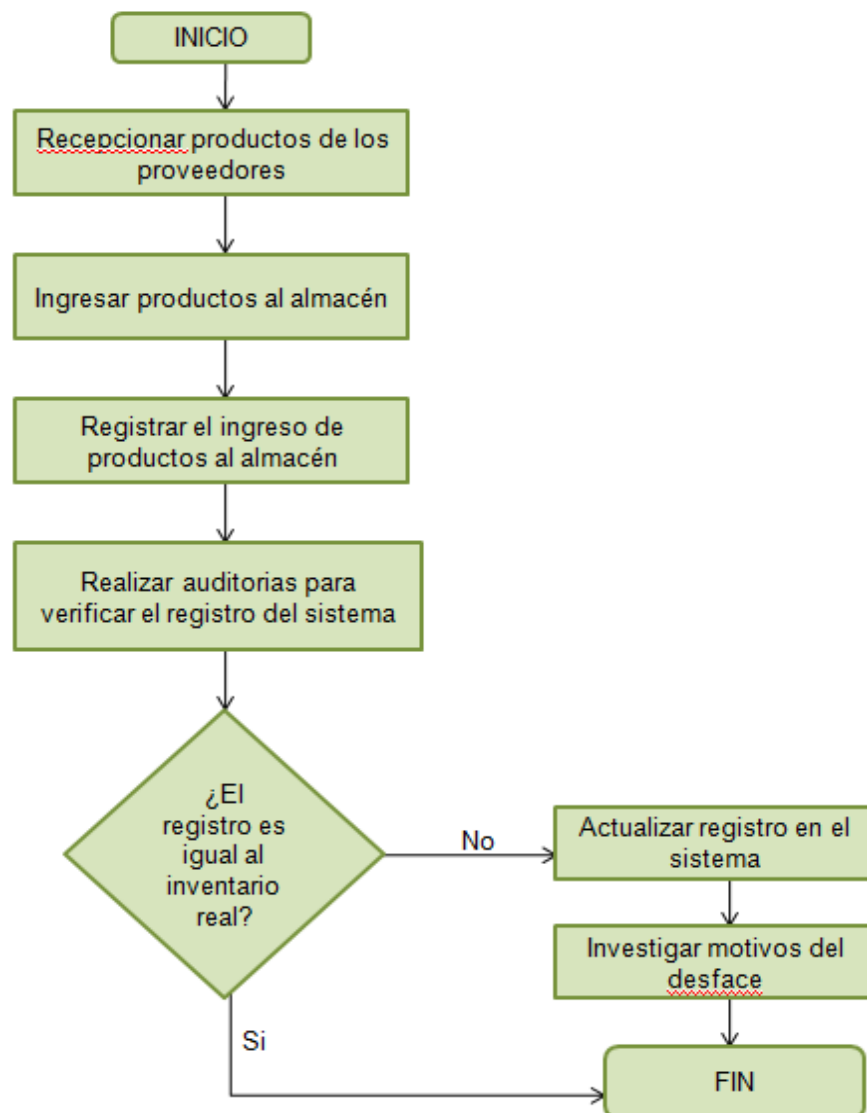 INICIO
Recepcionar productos de los
proveedores
Ingresar productos al almacén
Registrar el ingreso de
productos al almacén
Realizar auditorias para
verificar el registro del sistema
¿El
registro es
igual al
inventario
real?
No
Actualizar registro en el
sistema
Investigar motivos del
desface
Si
FIN